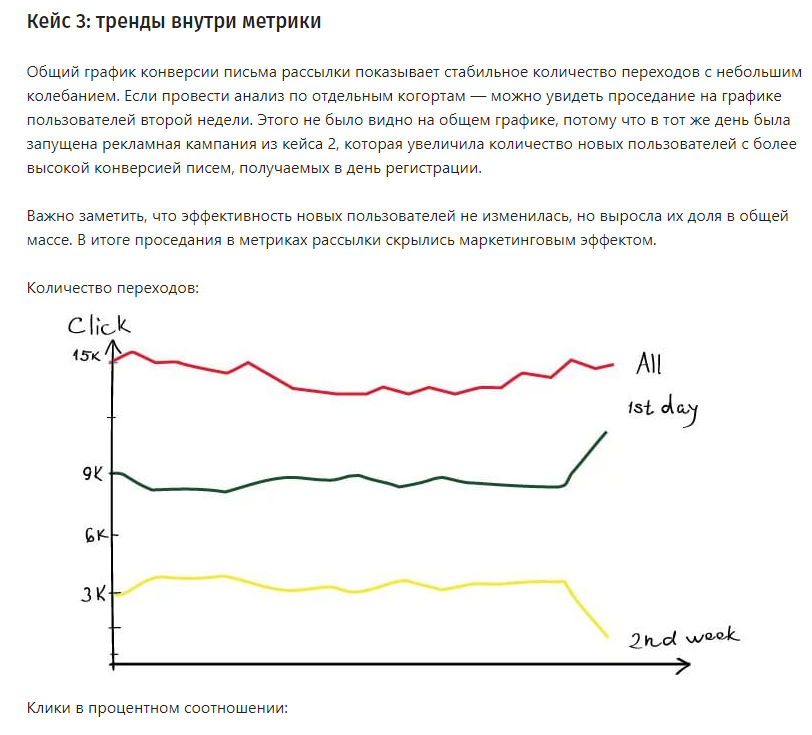 Кейс 3: тренды внутри метрики
Общий график конверсии письма рассылки показывает стабильное количество переходов с небольшим
колебанием. Если провести анализ по отдельным когортам — можно увидеть проседание на графике
пользователей второй недели. Этого не было видно на общем графике, потому что в тот же день была
запущена рекламная кампания из кейса 2, которая увеличила количество новых пользователей с более
высокой конверсией писем, получаемых в день регистрации.
Важно заметить, что эффективность новых пользователей не изменилась, но выросла их доля в общей
массе. В итоге проседания в метриках рассылки скрылись маркетинговым эффектом.
Количество переходов:
Click
15K
All
1st day
9K
6K
3K
2nd week
Клики в процентном соотношении: